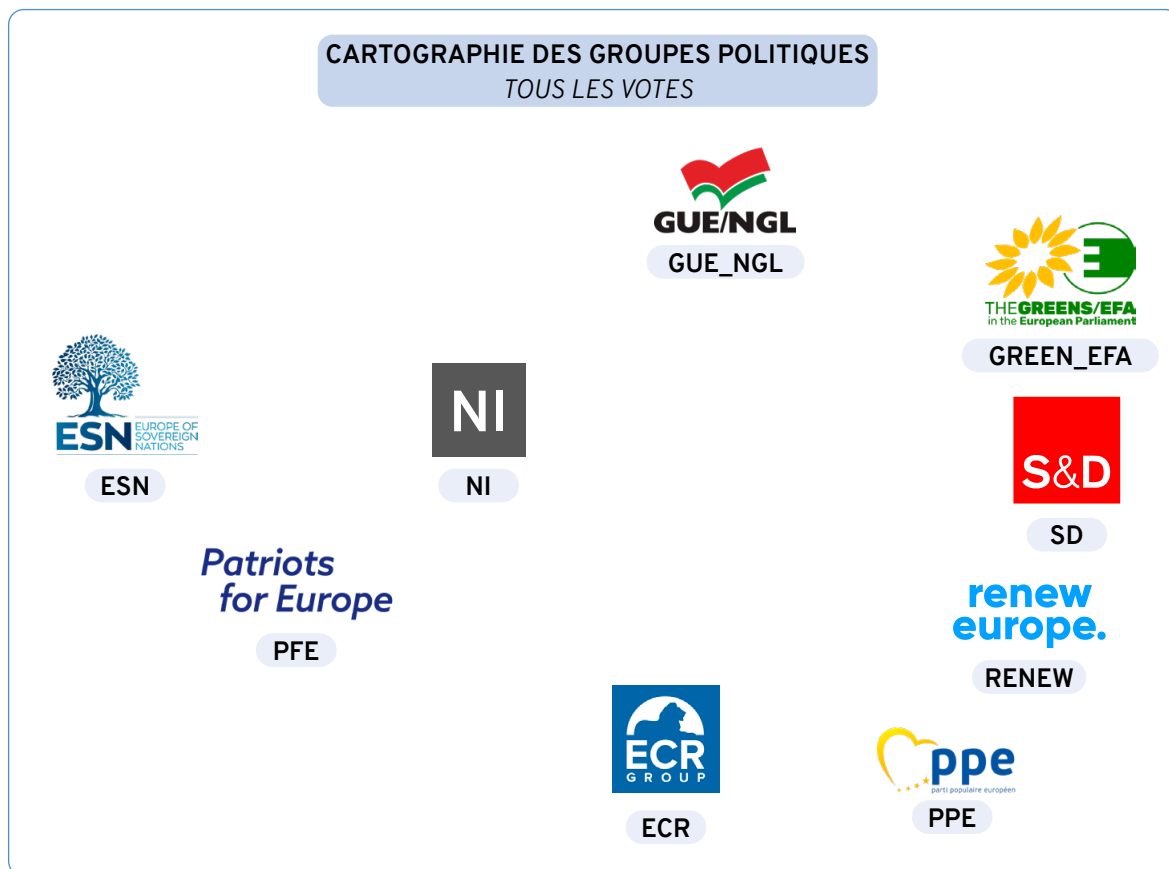 CARTOGRAPHIE DES GROUPES POLITIQUES
TOUS LES VOTES
GUE/NGL
GUE_NGL
THE GREENS/EFA
in the European Parliament
GREEN_EFA
ESN EUROPE OF
SOVEREIGN
NATIONS
ESN
NI
NI
S&D
SD
Patriots
for Europe
PFE
renew
europe.
RENEW
ECR
GROUP
ECR
ppe
parti populaire européen
PPE